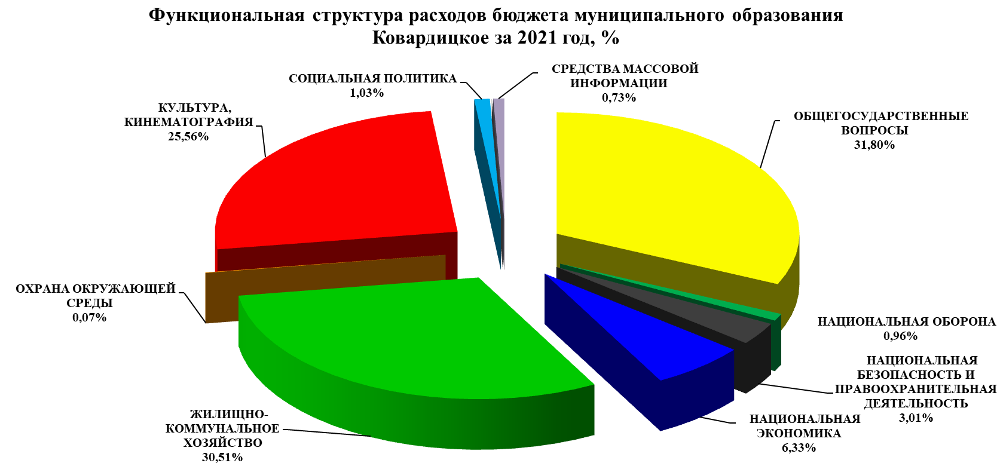 Функциональная структура расходов бюджета муниципального образования
Ковардицкое за 2021 год, %
СОЦИАЛЬНАЯ ПОЛИТИКА
1,03%
СРЕДСТВА МАССОВОЙ
ИНФОРМАЦИИ
0,73%
КУЛЬТУРА,
КИНЕМАТОГРАФИЯ
25,56%
ОБЩЕГОСУДАРСТВЕННЫЕ
ВОПРОСЫ
31,80%
ОХРАНА ОКРУЖАЮЩЕЙ
СРЕДЫ
0,07%
НАЦИОНАЛЬНАЯ ОБОРОНА
0,96%
НАЦИОНАЛЬНАЯ
БЕЗОПАСНОСТЬ И
ПРАВООХРАНИТЕЛЬНАЯ
ДЕЯТЕЛЬНОСТЬ
3,01%
ЖИЛИЩНО-
КОММУНАЛЬНОЕ
ХОЗЯЙСТВО
30,51%
НАЦИОНАЛЬНАЯ
ЭКОНОМИКА
6,33%